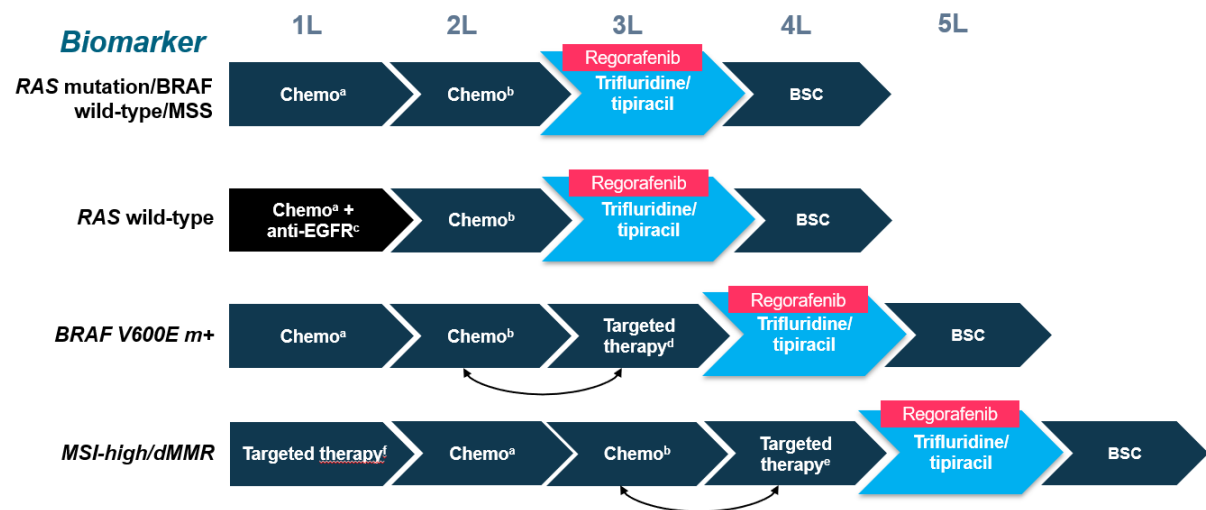 1L 2L 3L 4L 5L
Biomarker
RAS mutation/BRAF
wild-type/MSS
Chemoᵃ
Chemoᵇ
Regorafenib
Trifluridine/
tipiracil
BSC
RAS wild-type
Chemoᵃ +
anti-EGFRᶜ
Chemoᵇ
Regorafenib
Trifluridine/
tipiracil
BSC
BRAF V600E m+
Chemoᵃ
Chemoᵇ
Targeted
therapyᵈ
Regorafenib
Trifluridine/
tipiracil
BSC
MSI-high/dMMR
Targeted therapyᶠ
Chemoᵃ
Chemoᵇ
Targeted
therapyᵉ
Regorafenib
Trifluridine/
tipiracil
BSC